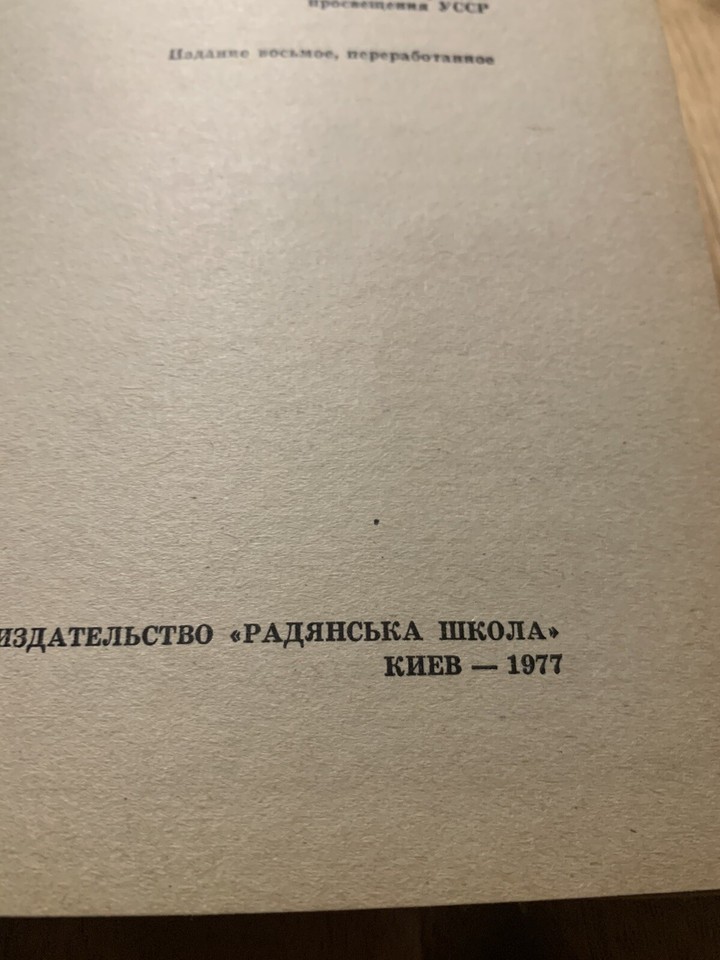 просвещения УССР
Издание восьмое, переработанное
ИЗДАТЕЛЬСТВО «РАДЯНСЬКА ШКОЛА»
КИЕВ — 1977